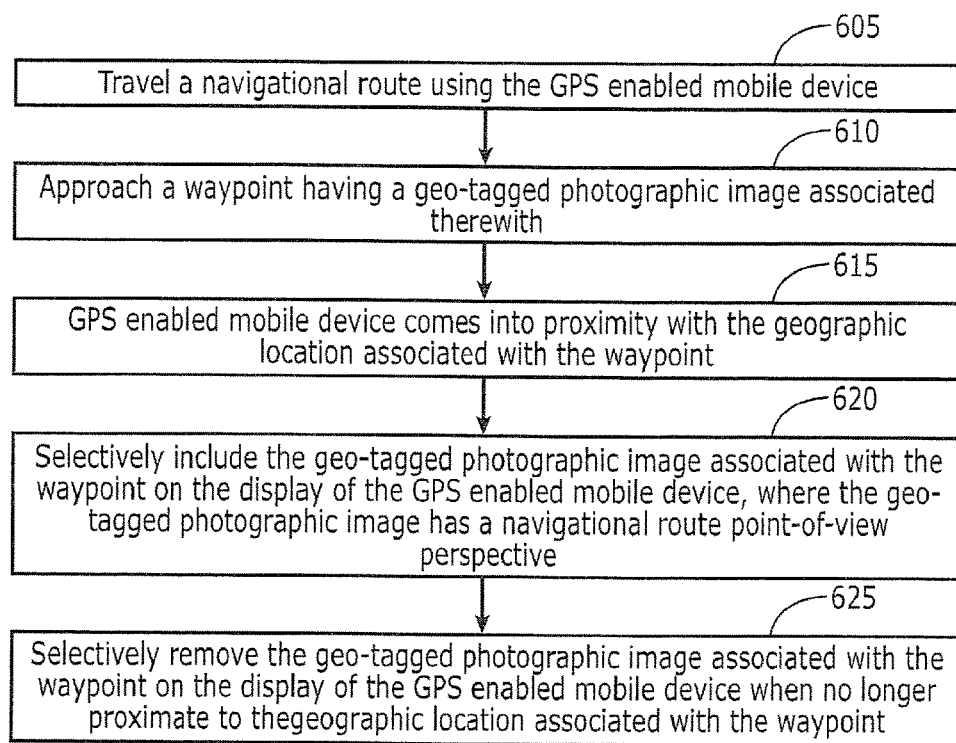 605
Travel a navigational route using the GPS enabled mobile device
610
Approach a waypoint having a geo-tagged photographic image associated
therewith
615
GPS enabled mobile device comes into proximity with the geographic
location associated with the waypoint
620
Selectively include the geo-tagged photographic image associated with the
waypoint on the display of the GPS enabled mobile device, where the geo-
tagged photographic image has a navigational route point-of-view
perspective
625
Selectively remove the geo-tagged photographic image associated with the
waypoint on the display of the GPS enabled mobile device when no longer
proximate to thegeographic location associated with the waypoint